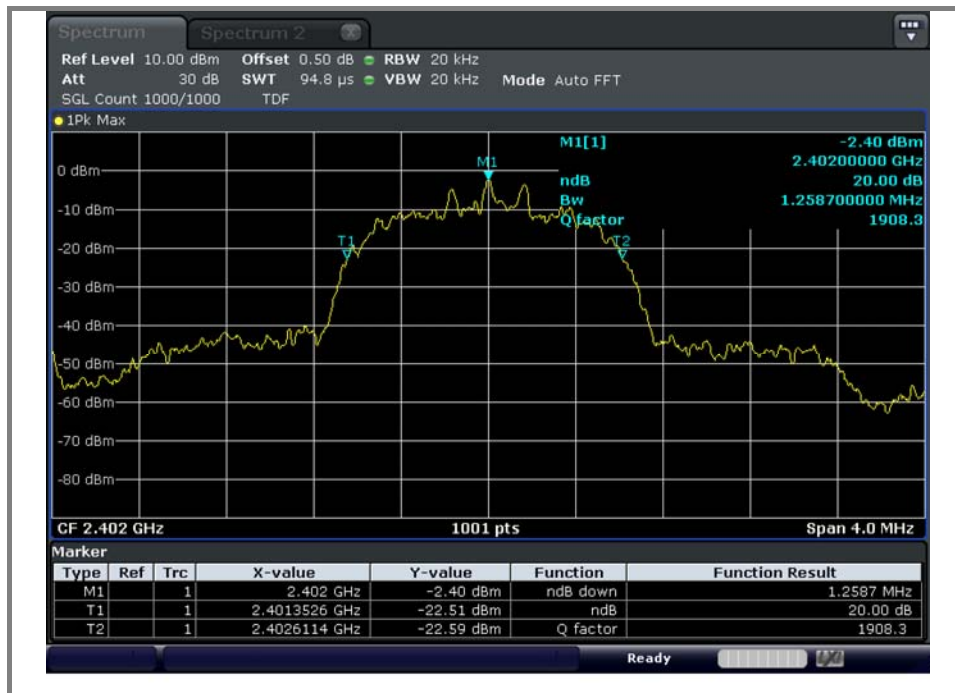 Spectrum Spectrum 2 X
Ref Level 10.00 dBm Offset 0.50 dB RBW 20 kHz
Att 30 dB SWT 94.8 µs VBW 20 kHz Mode Auto FFT
SGL Count 1000/1000 TDF
1Pk Max
M1[1] -2.40 dBm
2.40200000 GHz
ndB 20.00 dB
Bw 1.258700000 MHz
Q factor 1908.3
M1
T1
T2
0 dBm
-10 dBm
-20 dBm
-30 dBm
-40 dBm
-50 dBm
-60 dBm
-70 dBm
-80 dBm
CF 2.402 GHz 1001 pts Span 4.0 MHz
Marker
Type Ref Trc X-value Y-value Function Function Result
M1 1 2.402 GHz -2.40 dBm ndB down 1.2587 MHz
T1 1 2.4013526 GHz -22.51 dBm ndB 20.00 dB
T2 1 2.4026114 GHz -22.59 dBm Q factor 1908.3
Ready